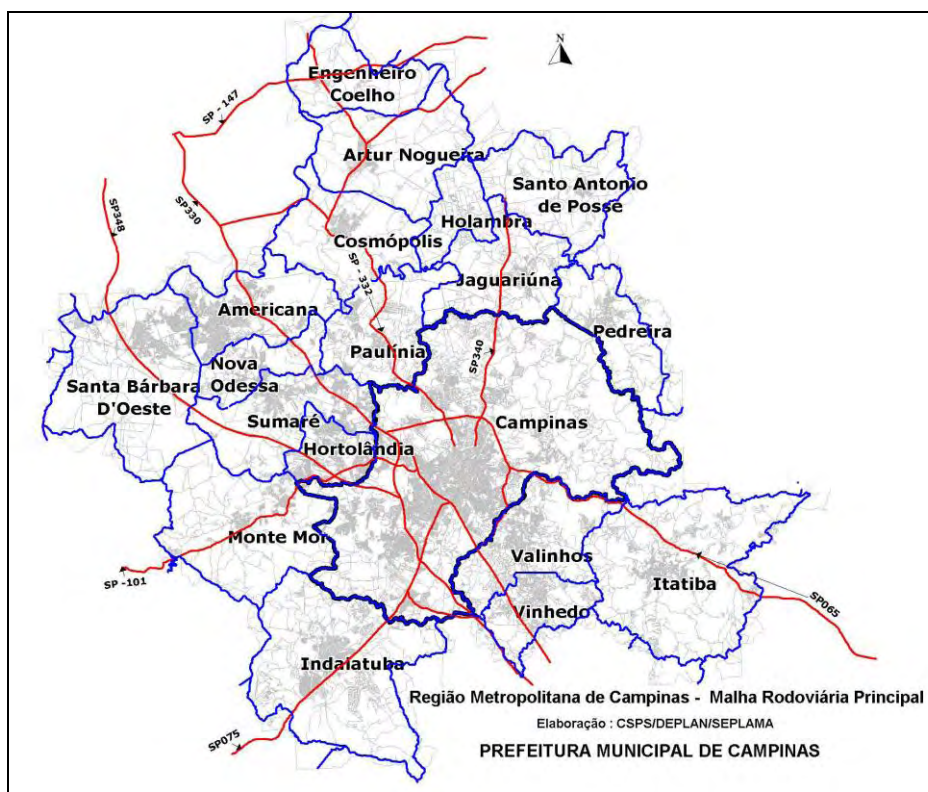 N
Engenheiro
Coelho
SP - 147
Artur Nogueira
Santo Antonio
de Posse
SP348
SP330
Holambra
Cosmópolis
SP - 332
Jaguariúna
Americana
Pedreira
Paulínia
SP340
Nova
Odessa
Santa Bárbara
D'Oeste
Sumaré
Campinas
Hortolândia
Monte Mor
Valinhos
Itatiba
SP -101
SP065
Vinhedo
Indaiatuba
Região Metropolitana de Campinas - Malha Rodoviária Principal
Elaboração : CSPS/DEPLAN/SEPLAMA
SP075
PREFEITURA MUNICIPAL DE CAMPINAS